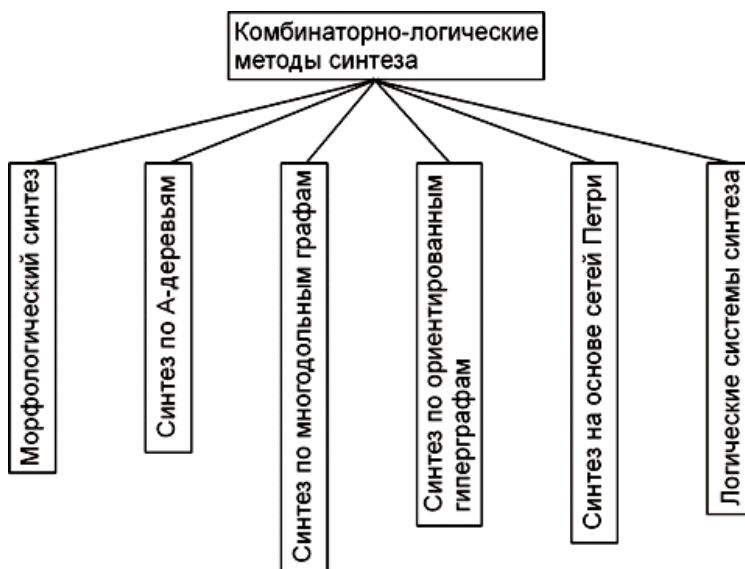 Комбинаторно-логические
методы синтеза
Морфологический синтез
Синтез по А-деревьям
Синтез по многодольным графам
Синтез по ориентированным
гиперграфам
Синтез на основе сетей Петри
Логические системы синтеза